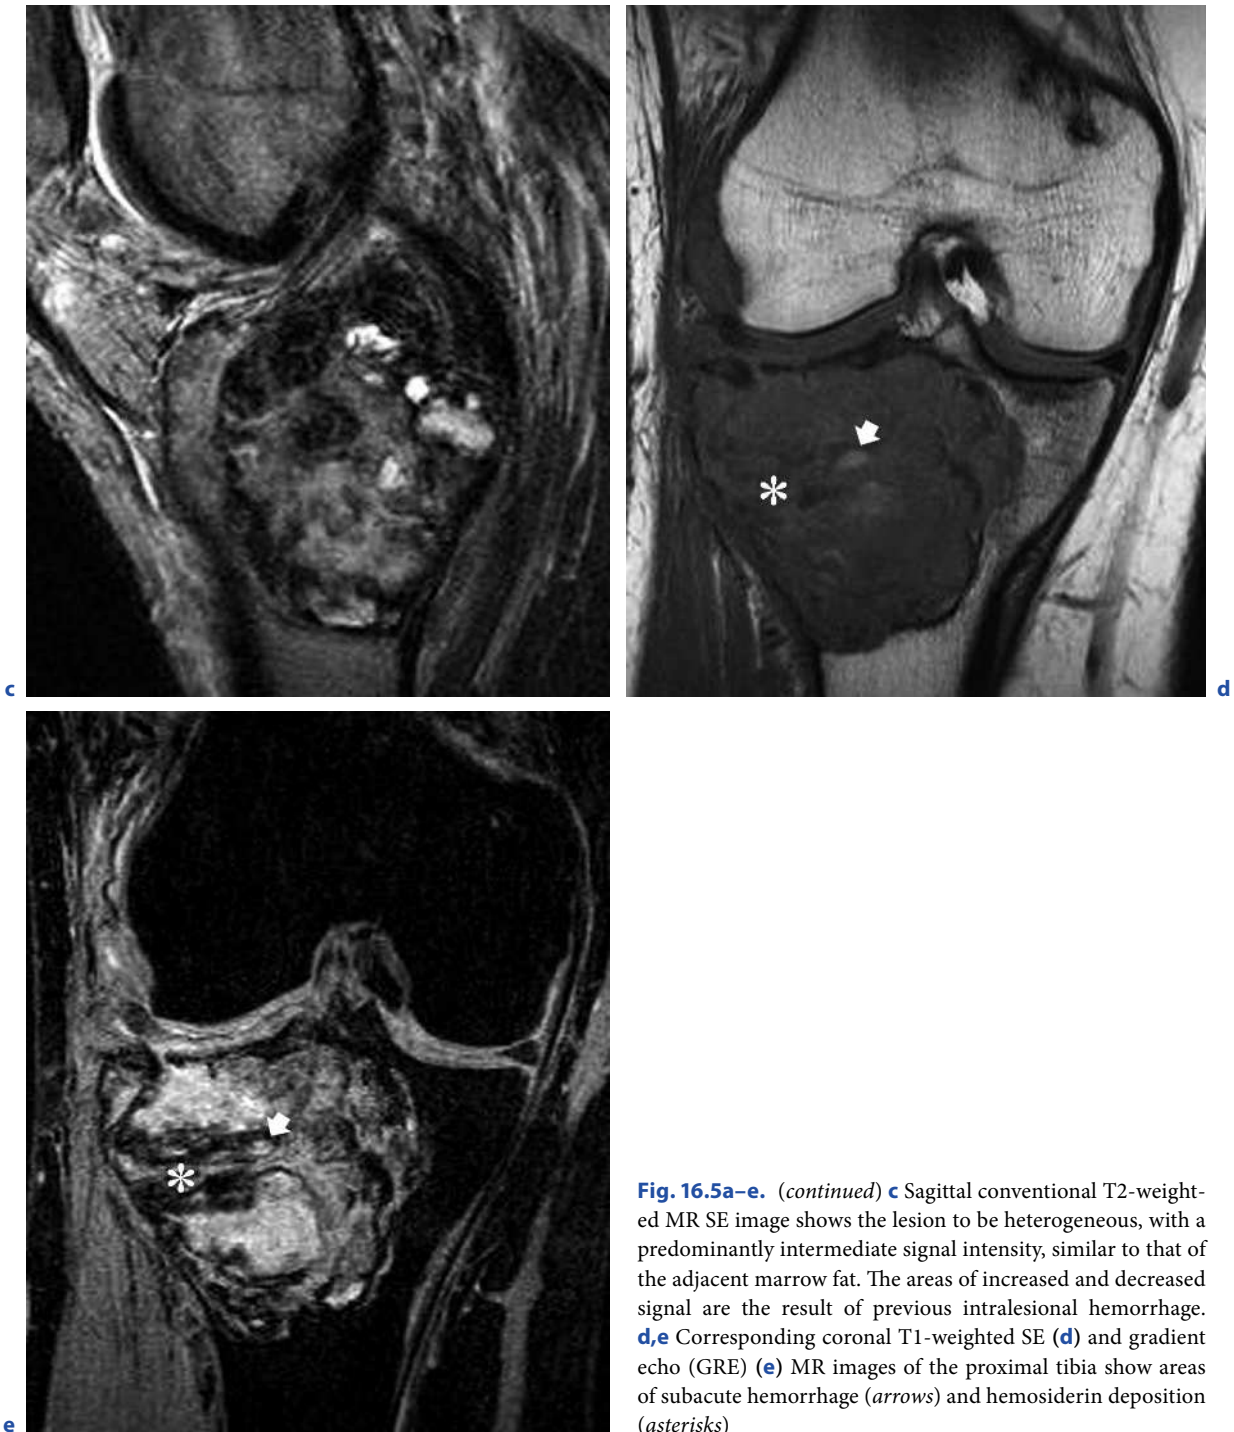 c
d
e
Fig. 16.5a–e. (continued) c Sagittal conventional T2-weight-
ed MR SE image shows the lesion to be heterogeneous, with a
predominantly intermediate signal intensity, similar to that of
the adjacent marrow fat. The areas of increased and decreased
signal are the result of previous intralesional hemorrhage.
d,e Corresponding coronal T1-weighted SE (d) and gradient
echo (GRE) (e) MR images of the proximal tibia show areas
of subacute hemorrhage (arrows) and hemosiderin deposition
(asterisks)